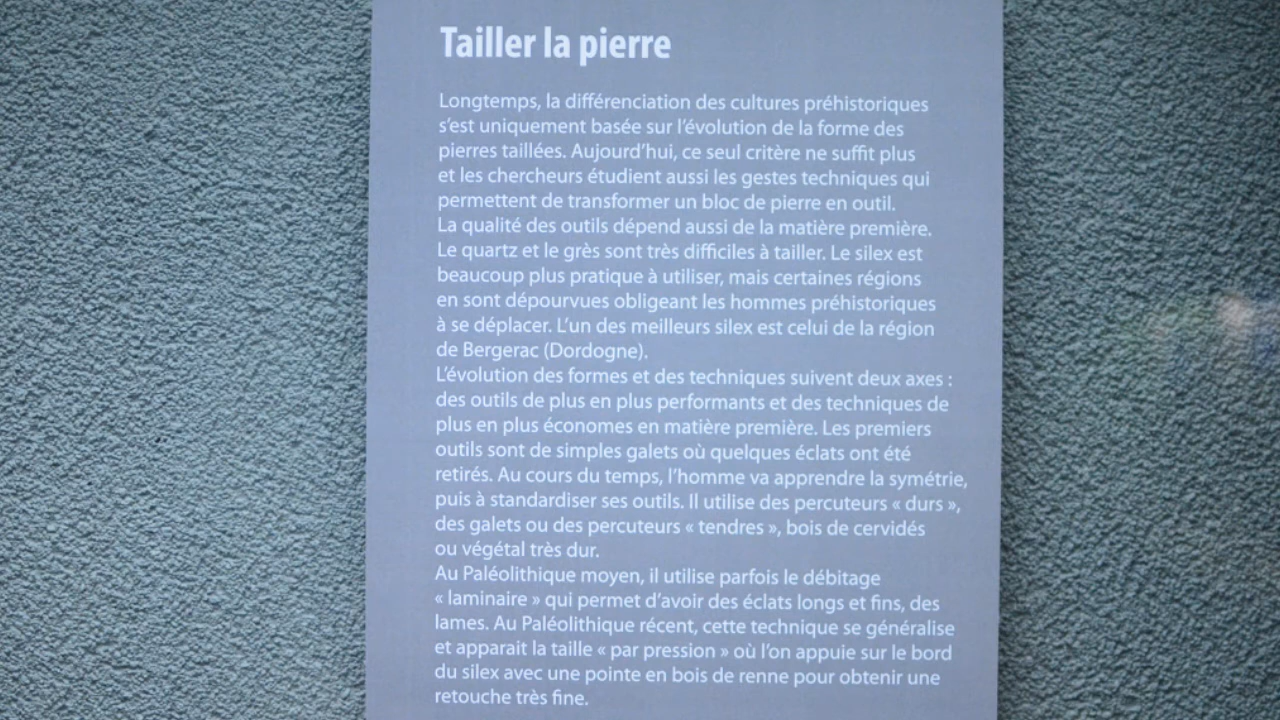 Tailler la pierre
Longtemps, la différenciation des cultures préhistoriques
s'est uniquement basée sur l'évolution de la forme des
pierres taillées. Aujourd'hui, ce seul critère ne suffit plus
et les chercheurs étudient aussi les gestes techniques qui
permettent de transformer un bloc de pierre en outil.
La qualité des outils dépend aussi de la matière première.
Le quartz et le grès sont très difficiles à tailler. Le silex est
beaucoup plus pratique à utiliser, mais certaines régions
en sont dépourvues obligeant les hommes préhistoriques
à se déplacer. L'un des meilleurs silex est celui de la région
de Bergerac (Dordogne).
L'évolution des formes et des techniques suivent deux axes :
des outils de plus en plus performants et des techniques de
plus en plus économes en matière première. Les premiers
outils sont de simples galets où quelques éclats ont été
retirés. Au cours du temps, l'homme va apprendre la symétrie,
puis à standardiser ses outils. Il utilise des percuteurs « durs »,
des galets ou des percuteurs « tendres », bois de cervidés
ou végétal très dur.
Au Paléolithique moyen, il utilise parfois le débitage
« laminaire » qui permet d'avoir des éclats longs et fins, des
lames. Au Paléolithique récent, cette technique se généralise
et apparait la taille « par pression » où l'on appuie sur le bord
du silex avec une pointe en bois de renne pour obtenir une
retouche très fine.